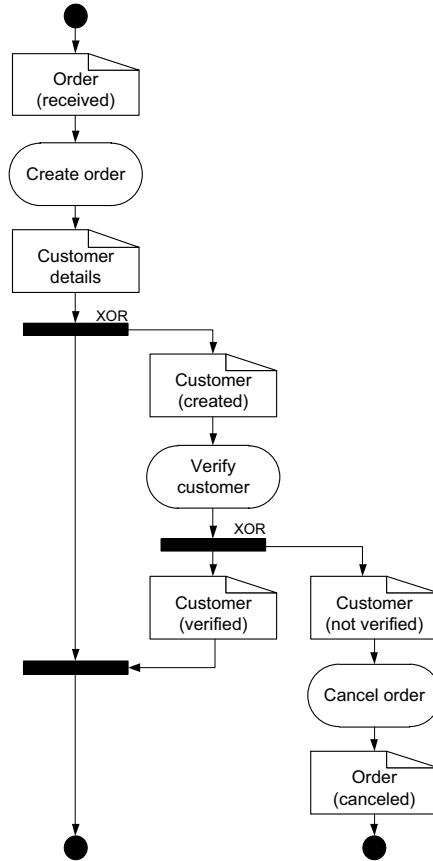 Order
(received)
Create order
Customer
details
XOR
Customer
(created)
Verify
customer
XOR
Customer
(verified)
Customer
(not verified)
Cancel order
Order
(canceled)